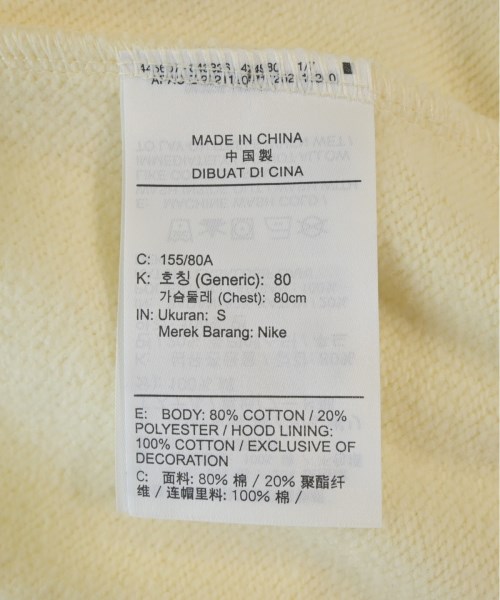 MADE IN CHINA
中国製
DIBUAT DI CINA
C: 155/80A
K: 호칭 (Generic): 80
가슴둘레 (Chest): 80cm
IN: Ukuran: S
Merek Barang: Nike
E: BODY: 80% COTTON / 20%
POLYESTER / HOOD LINING:
100% COTTON / EXCLUSIVE OF
DECORATION
C: 面料: 80% 棉 / 20% 聚酯纤
维 / 连帽里料: 100% 棉 /